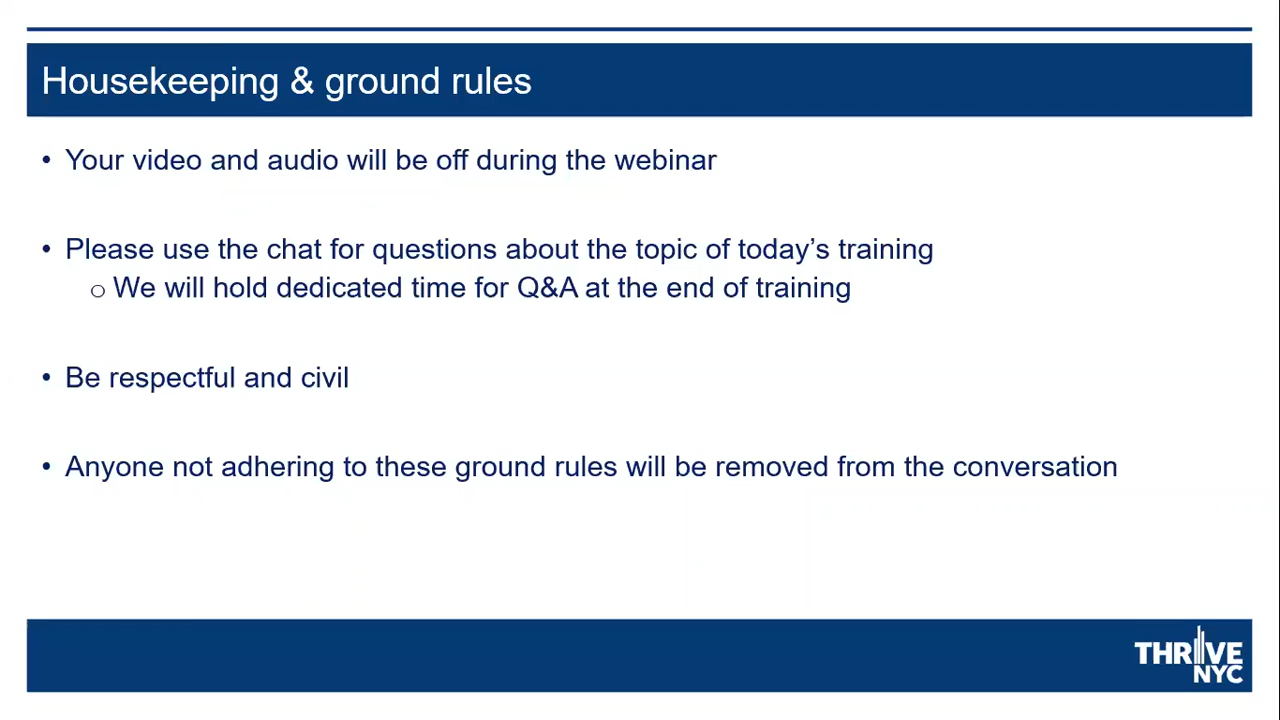 Housekeeping & ground rules
• Your video and audio will be off during the webinar
• Please use the chat for questions about the topic of today’s training
o We will hold dedicated time for Q&A at the end of training
• Be respectful and civil
• Anyone not adhering to these ground rules will be removed from the conversation
THRIVE
NYC